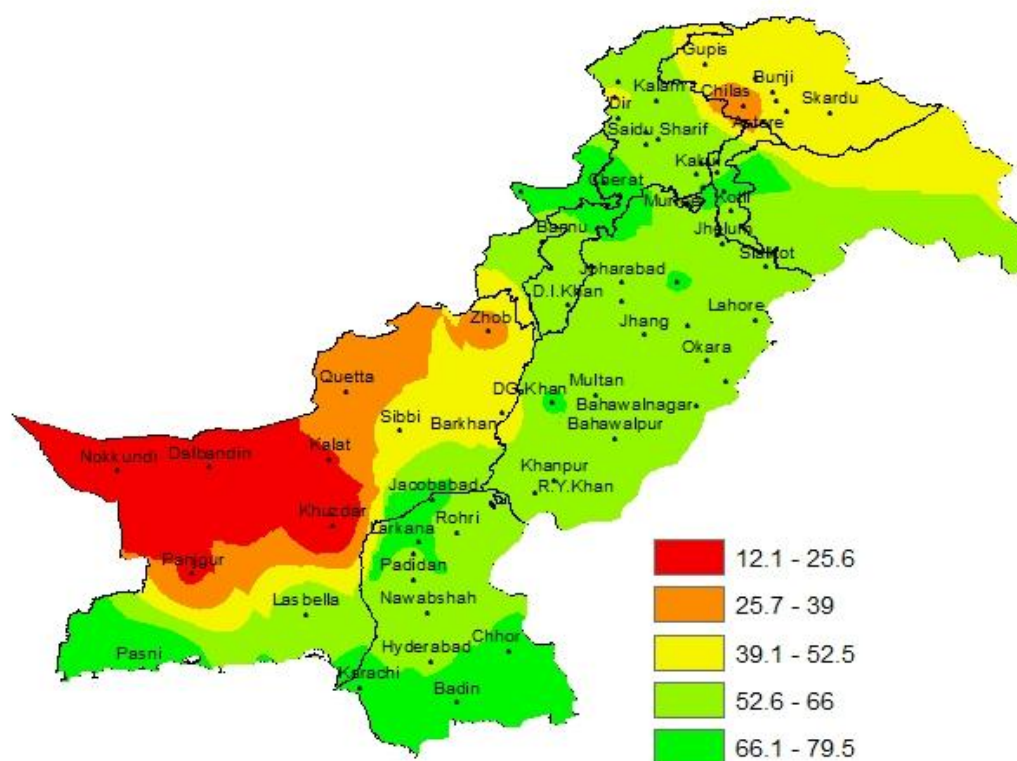 Gupis
Bunji
Kalam
Chilas
Skardu
Dir
Astore
Saidu Sharif
Kakul
Cherat
Murree
Kotli
Bannu
Jhelum
Sialkot
Joharabad
D.I.Khan
Lahore
Zhob
Jhang
Okara
Quetta
DG.Khan
Multan
Bahawalnagar
Sibbi
Barkhan
Bahawalpur
Kalat
Nokkundi
Dalbandin
Khanpur
Jacobabad
R.Y.Khan
Khuzdar
Rohri
Larkana
12.1 - 25.6
Panjgur
Padidan
25.7 - 39
Lasbella
Nawabshah
Chhor
39.1 - 52.5
Pasni
Hyderabad
Karachi
Badin
52.6 - 66
66.1 - 79.5